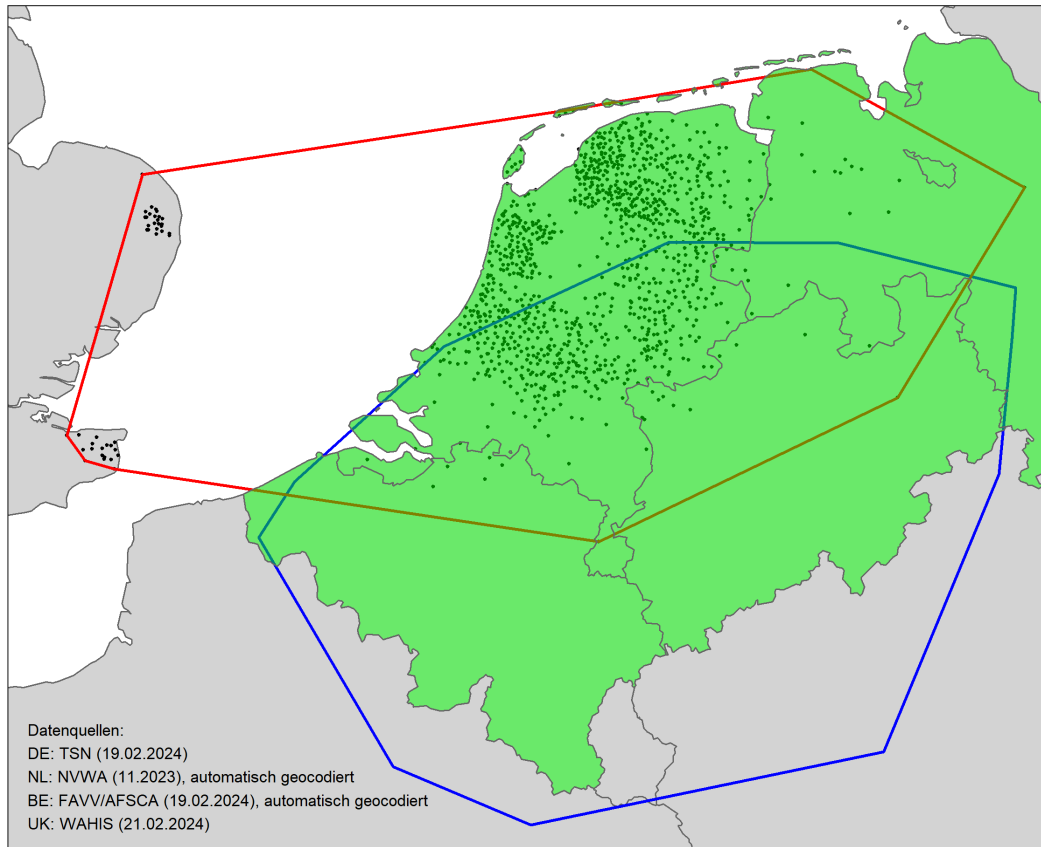 Datenquellen:
DE: TSN (19.02.2024)
NL: NVWA (11.2023), automatisch geocodiert
BE: FAVV/AFSCA (19.02.2024), automatisch geocodiert
UK: WAHIS (21.02.2024)